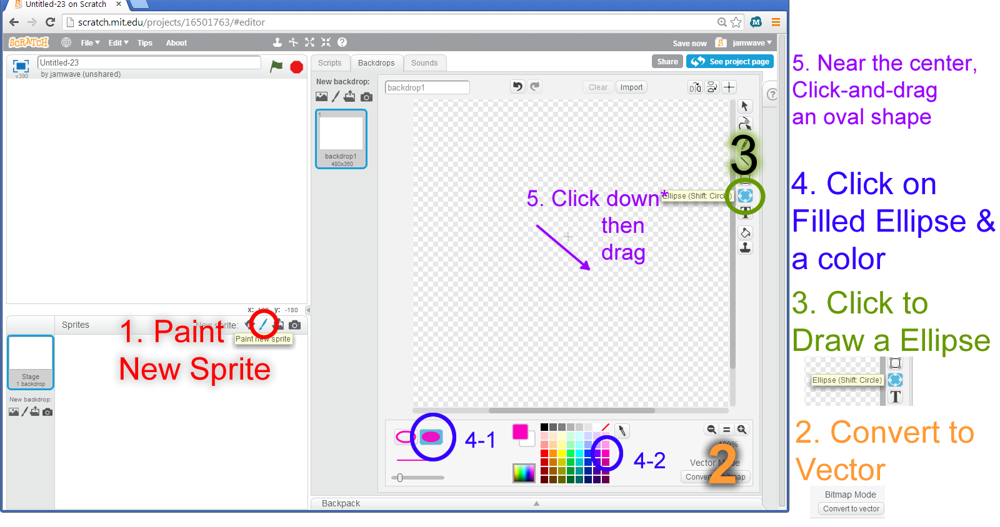 Untitled-23 on Scratch ×
scratch.mit.edu/projects/16501763/#editor
SCRATCH File Edit Tips About Save now jamwave
v390
Untitled-23
by jamwave (unshared)
Scripts Backdrops Sounds
Share See project page
New backdrop:
backdrop1
Clear Import
1
backdrop1
480x360
5. Click down*
then
drag
Ellipse (Shift: Circle)
3
T
x: y: -180
Sprites New sprite:
Paint new sprite
1. Paint
New Sprite
Stage
1 backdrop
New backdrop:
4-1
4-2
100%
2
Vector Mode
Convert bitmap
Backpack
5. Near the center,
Click-and-drag
an oval shape
4. Click on
Filled Ellipse &
a color
3. Click to
Draw a Ellipse
Ellipse (Shift: Circle)
T
2. Convert to
Vector
Bitmap Mode
Convert to vector